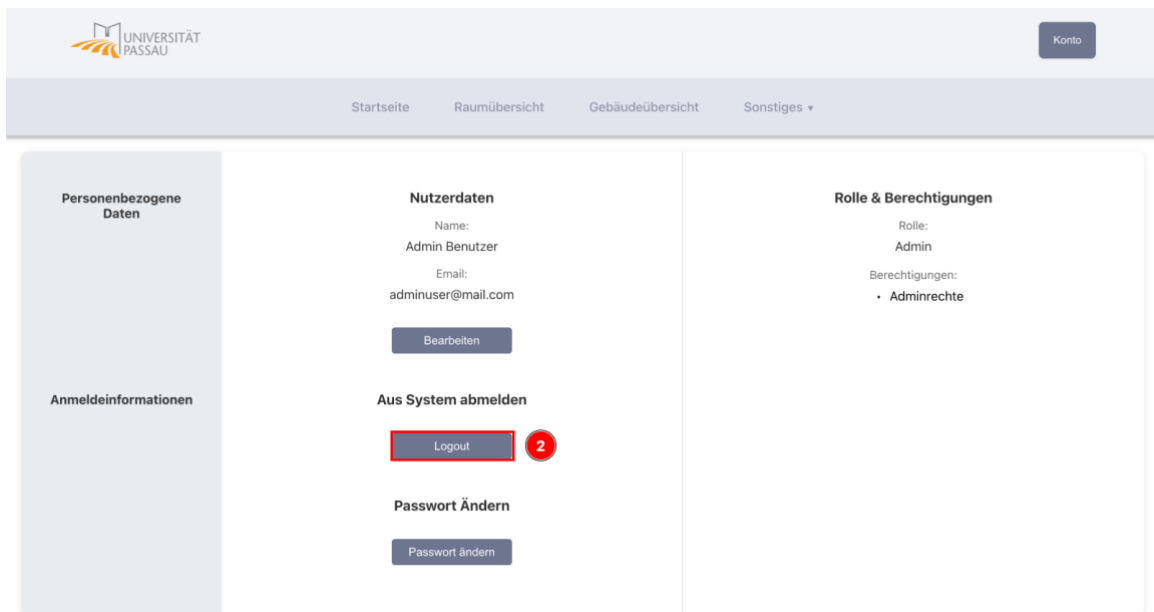 UNIVERSITÄT
PASSAU
Konto
Startseite Raumübersicht Gebäudeübersicht Sonstiges ▾
Personenbezogene
Daten
Nutzerdaten
Name:
Admin Benutzer
Email:
adminuser@mail.com
Bearbeiten
Rolle & Berechtigungen
Rolle:
Admin
Berechtigungen:
• Adminrechte
Anmeldeinformationen
Aus System abmelden
Logout 2
Passwort Ändern
Passwort ändern